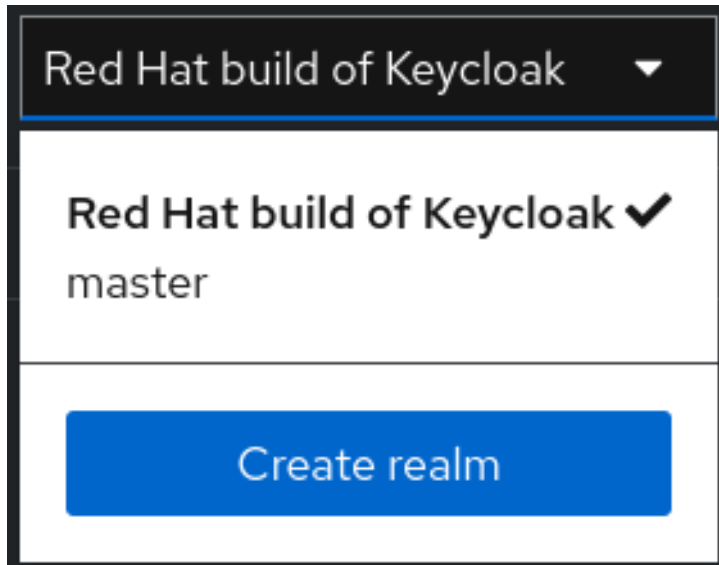 Red Hat build of Keycloak
Red Hat build of Keycloak
master
Create realm